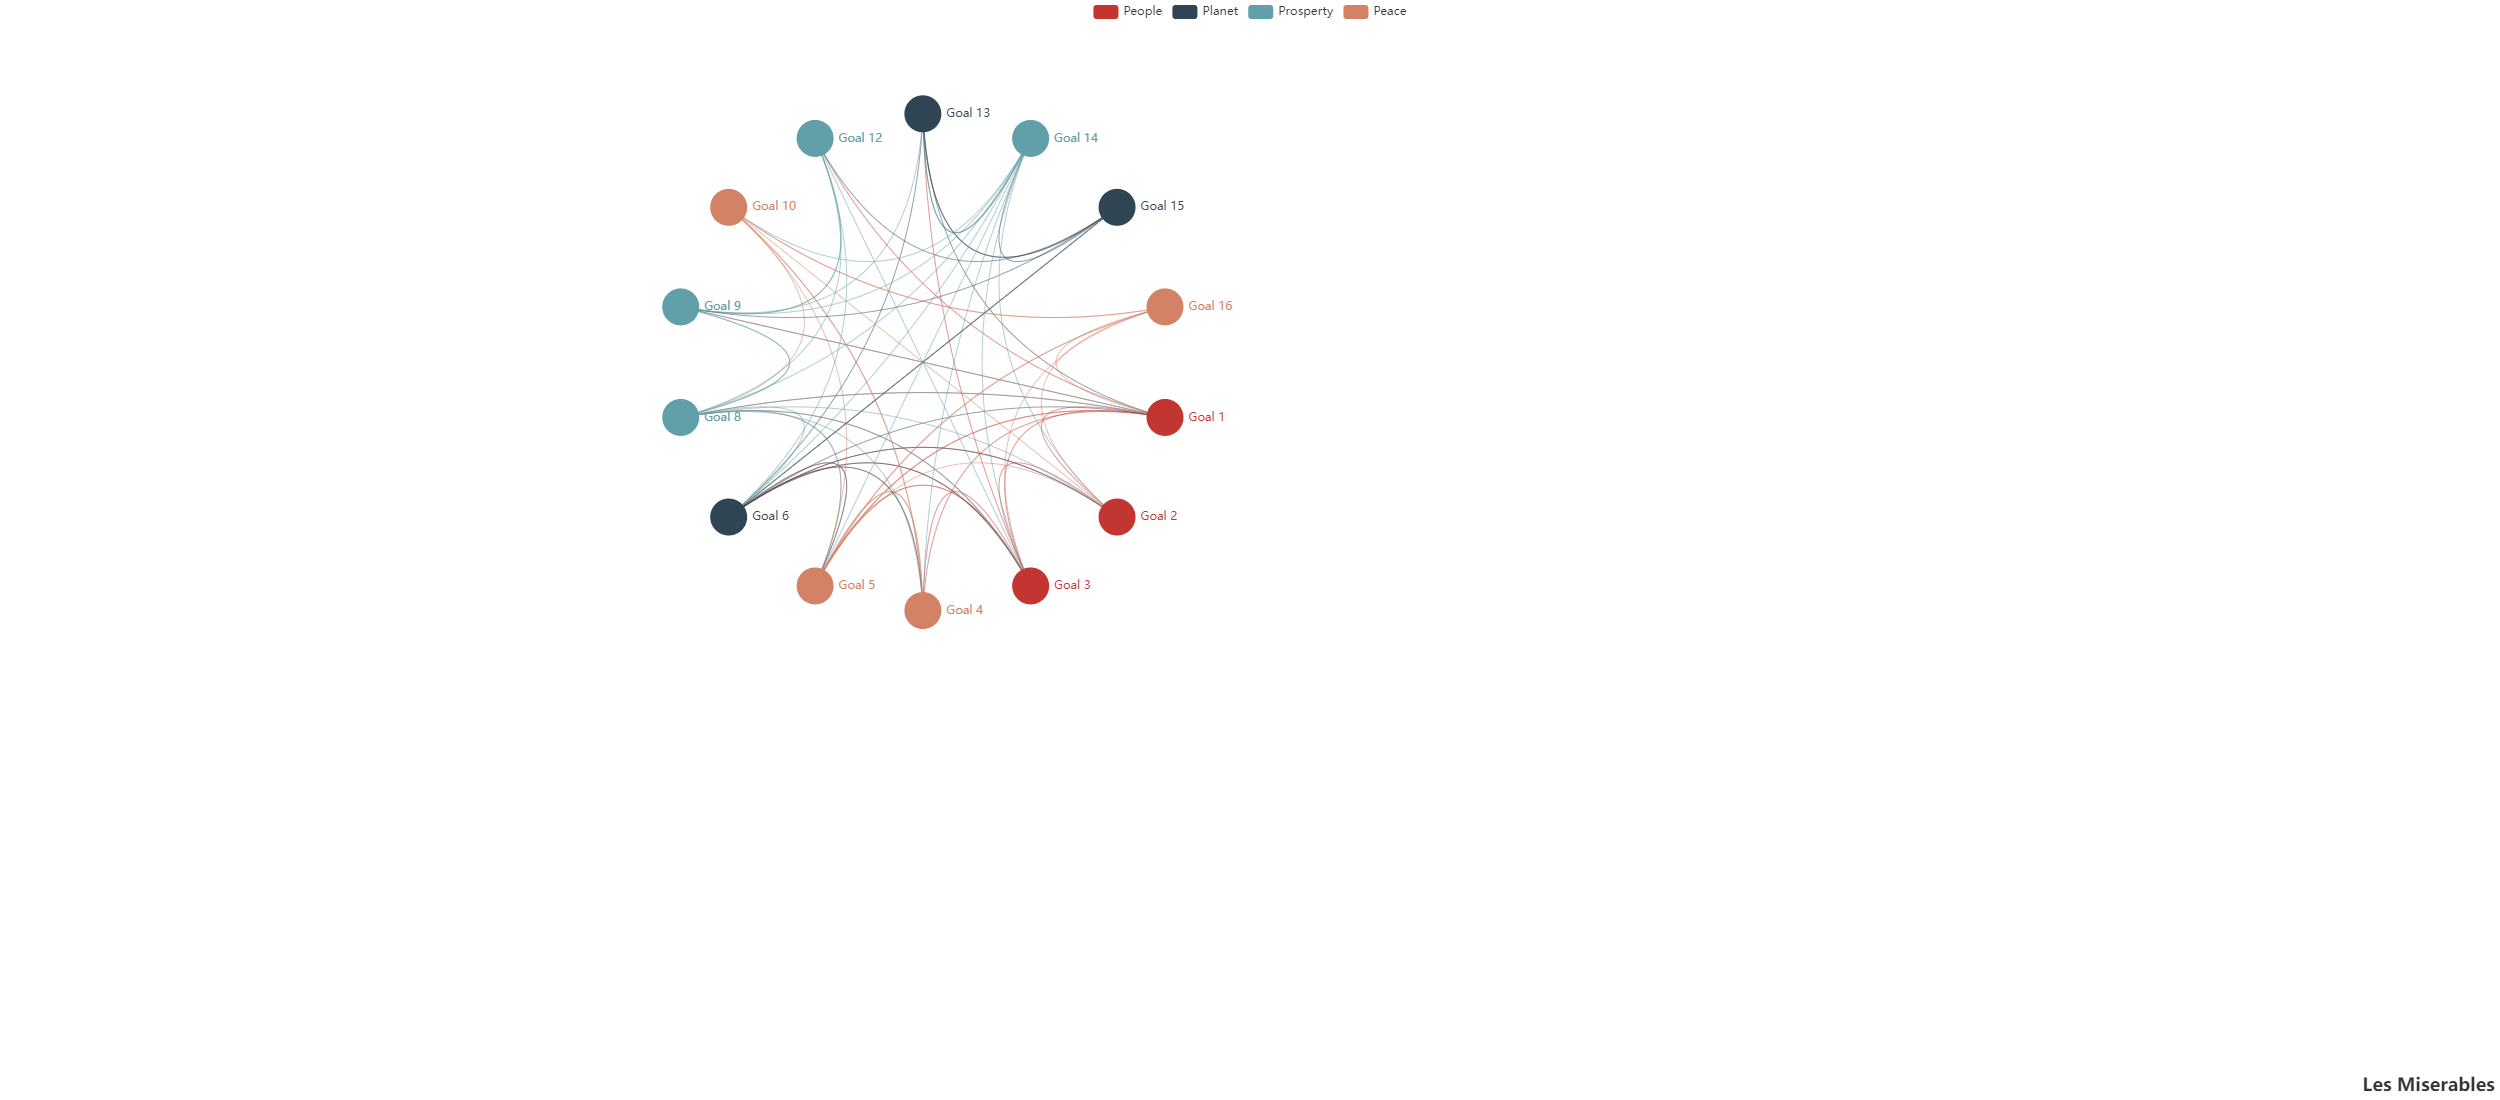 People Planet Prosperty Peace
Goal 13
Goal 12
Goal 14
Goal 10
Goal 15
Goal 9
Goal 16
Goal 8
Goal 1
Goal 6
Goal 2
Goal 5
Goal 3
Goal 4
Les Miserables